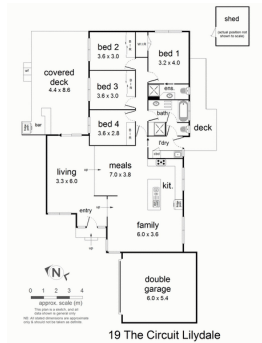 shed
(actual position not
shown to scale)
bed 2
3.6 x 3.0
bed 1
3.2 x 4.0
covered
deck
4.4 x 8.6
bed 3
3.6 x 3.0
ens.
bath
deck
bar
bed 4
3.6 x 2.8
l'dry
living
3.3 x 6.0
meals
7.0 x 3.8
kit.
entry
family
6.0 x 3.6
N
0 1 2 3 4
approx. scale (m)
double
garage
6.0 x 5.4
19 The Circuit Lilydale